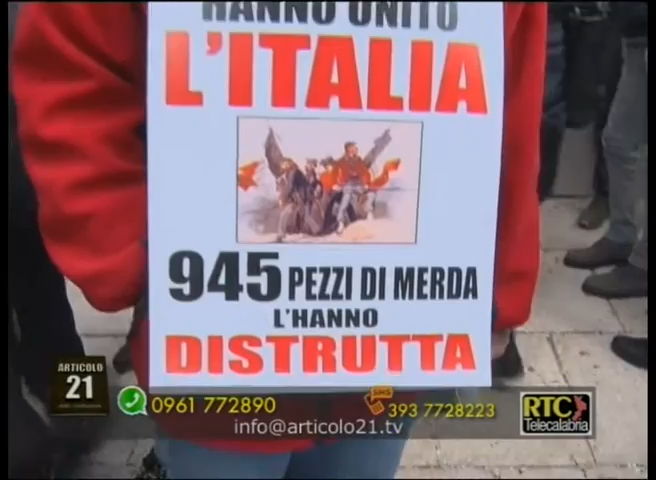 HANNO UNITO
L'ITALIA
945 PEZZI DI MERDA
L'HANNO
DISTRUTTA
ARTICOLO
21
0961 772890
SMS
393 7728223
info@articolo21.tv
RTC
Telecalabria